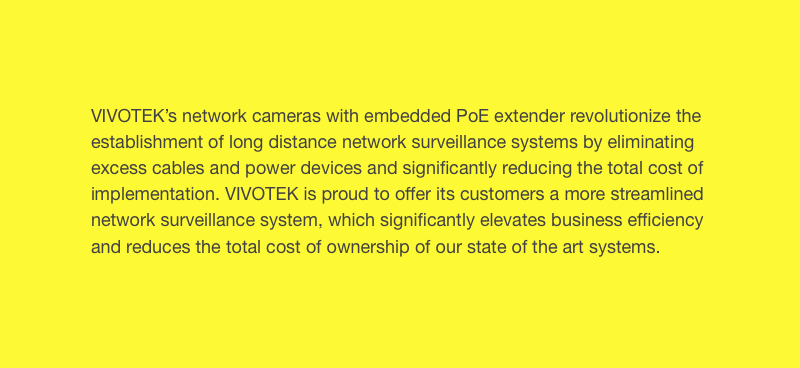 VIVOTEK’s network cameras with embedded PoE extender revolutionize the
establishment of long distance network surveillance systems by eliminating
excess cables and power devices and significantly reducing the total cost of
implementation. VIVOTEK is proud to offer its customers a more streamlined
network surveillance system, which significantly elevates business efficiency
and reduces the total cost of ownership of our state of the art systems.